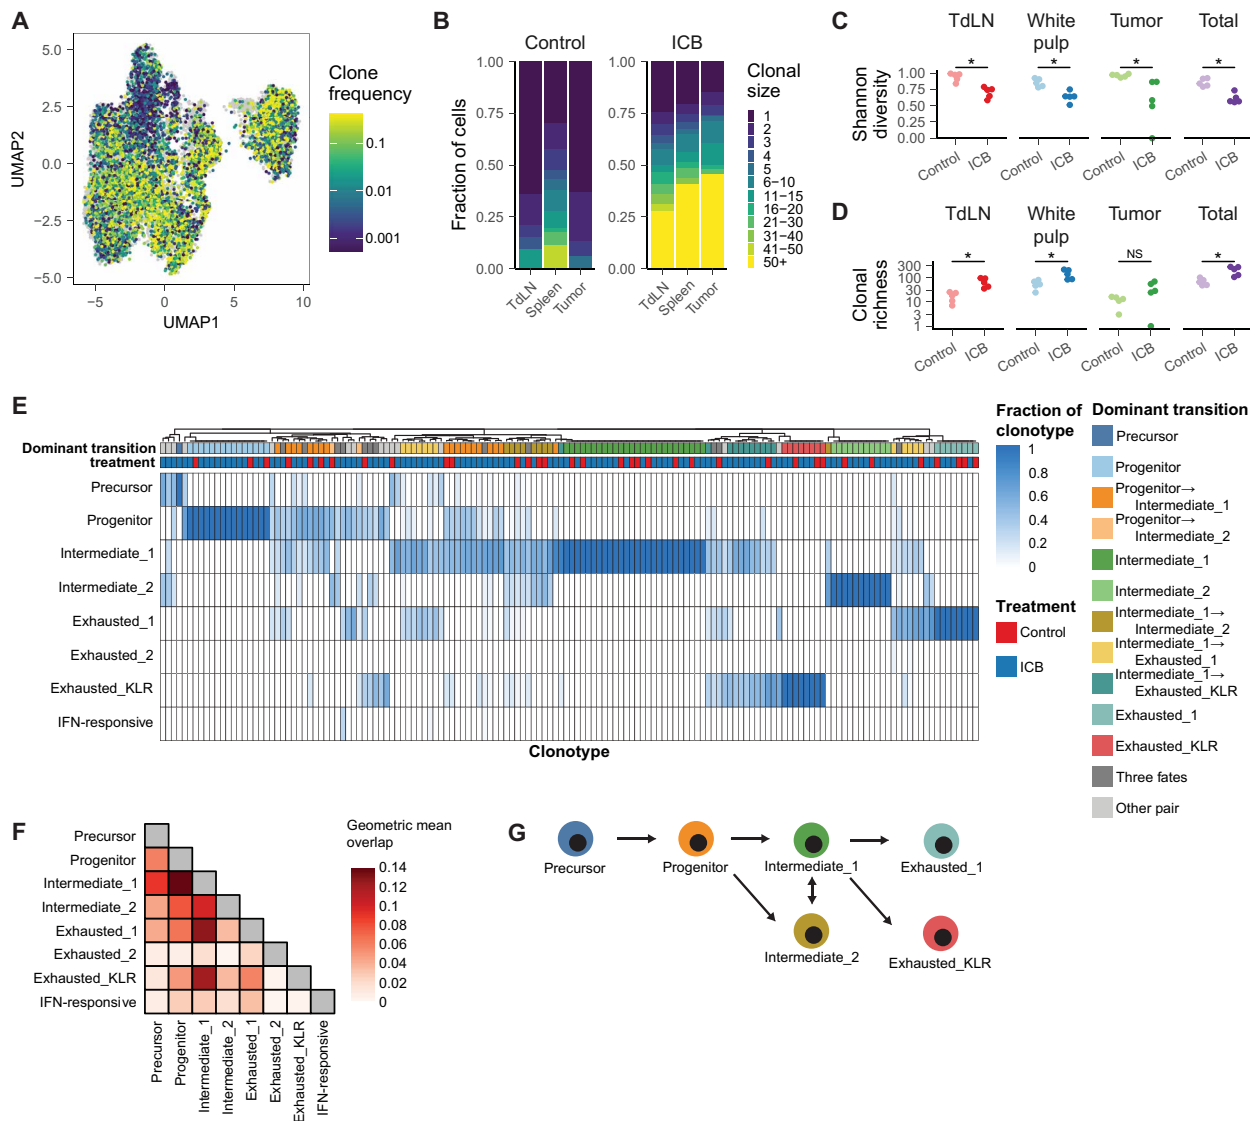 A
Clone
frequency
0.1
0.01
0.001
UMAP2
5.0
2.5
0.0
−2.5
−5.0
−5
0
5
10
UMAP1
B
Control
ICB
Fraction of cells
1.00
0.75
0.50
0.25
0.00
TdLN
Spleen
Tumor
1.00
0.75
0.50
0.25
0.00
TdLN
Spleen
Tumor
Clonal
size
1
2
3
4
5
6−10
11−15
16−20
21−30
31−40
41−50
50+
C
TdLN
White
pulp
Tumor
Total
Shannon
diversity
1.00
0.75
0.50
0.25
0.00
*
*
*
*
Control
ICB
Control
ICB
Control
ICB
Control
ICB
D
TdLN
White
pulp
Tumor
Total
Clonal
richness
300
100
30
10
3
1
*
*
NS
*
Control
ICB
Control
ICB
Control
ICB
Control
ICB
E
Dominant transition
treatment
Precursor
Progenitor
Intermediate_1
Intermediate_2
Exhausted_1
Exhausted_2
Exhausted_KLR
IFN-responsive
Clonotype
Fraction of
clonotype
1
0.8
0.6
0.4
0.2
0
Treatment
Control
ICB
Dominant transition
Precursor
Progenitor
Progenitor→
Intermediate_1
Progenitor→
Intermediate_2
Intermediate_1
Intermediate_2
Intermediate_1→
Intermediate_2
Intermediate_1→
Exhausted_1
Intermediate_1→
Exhausted_KLR
Exhausted_1
Exhausted_KLR
Three fates
Other pair
F
Precursor
Progenitor
Intermediate_1
Intermediate_2
Exhausted_1
Exhausted_2
Exhausted_KLR
IFN-responsive
Precursor
Progenitor
Intermediate_1
Intermediate_2
Exhausted_1
Exhausted_2
Exhausted_KLR
IFN-responsive
Geometric mean
overlap
0.14
0.12
0.1
0.08
0.06
0.04
0.02
0
G
Precursor
Progenitor
Intermediate_1
Exhausted_1
Intermediate_2
Exhausted_KLR